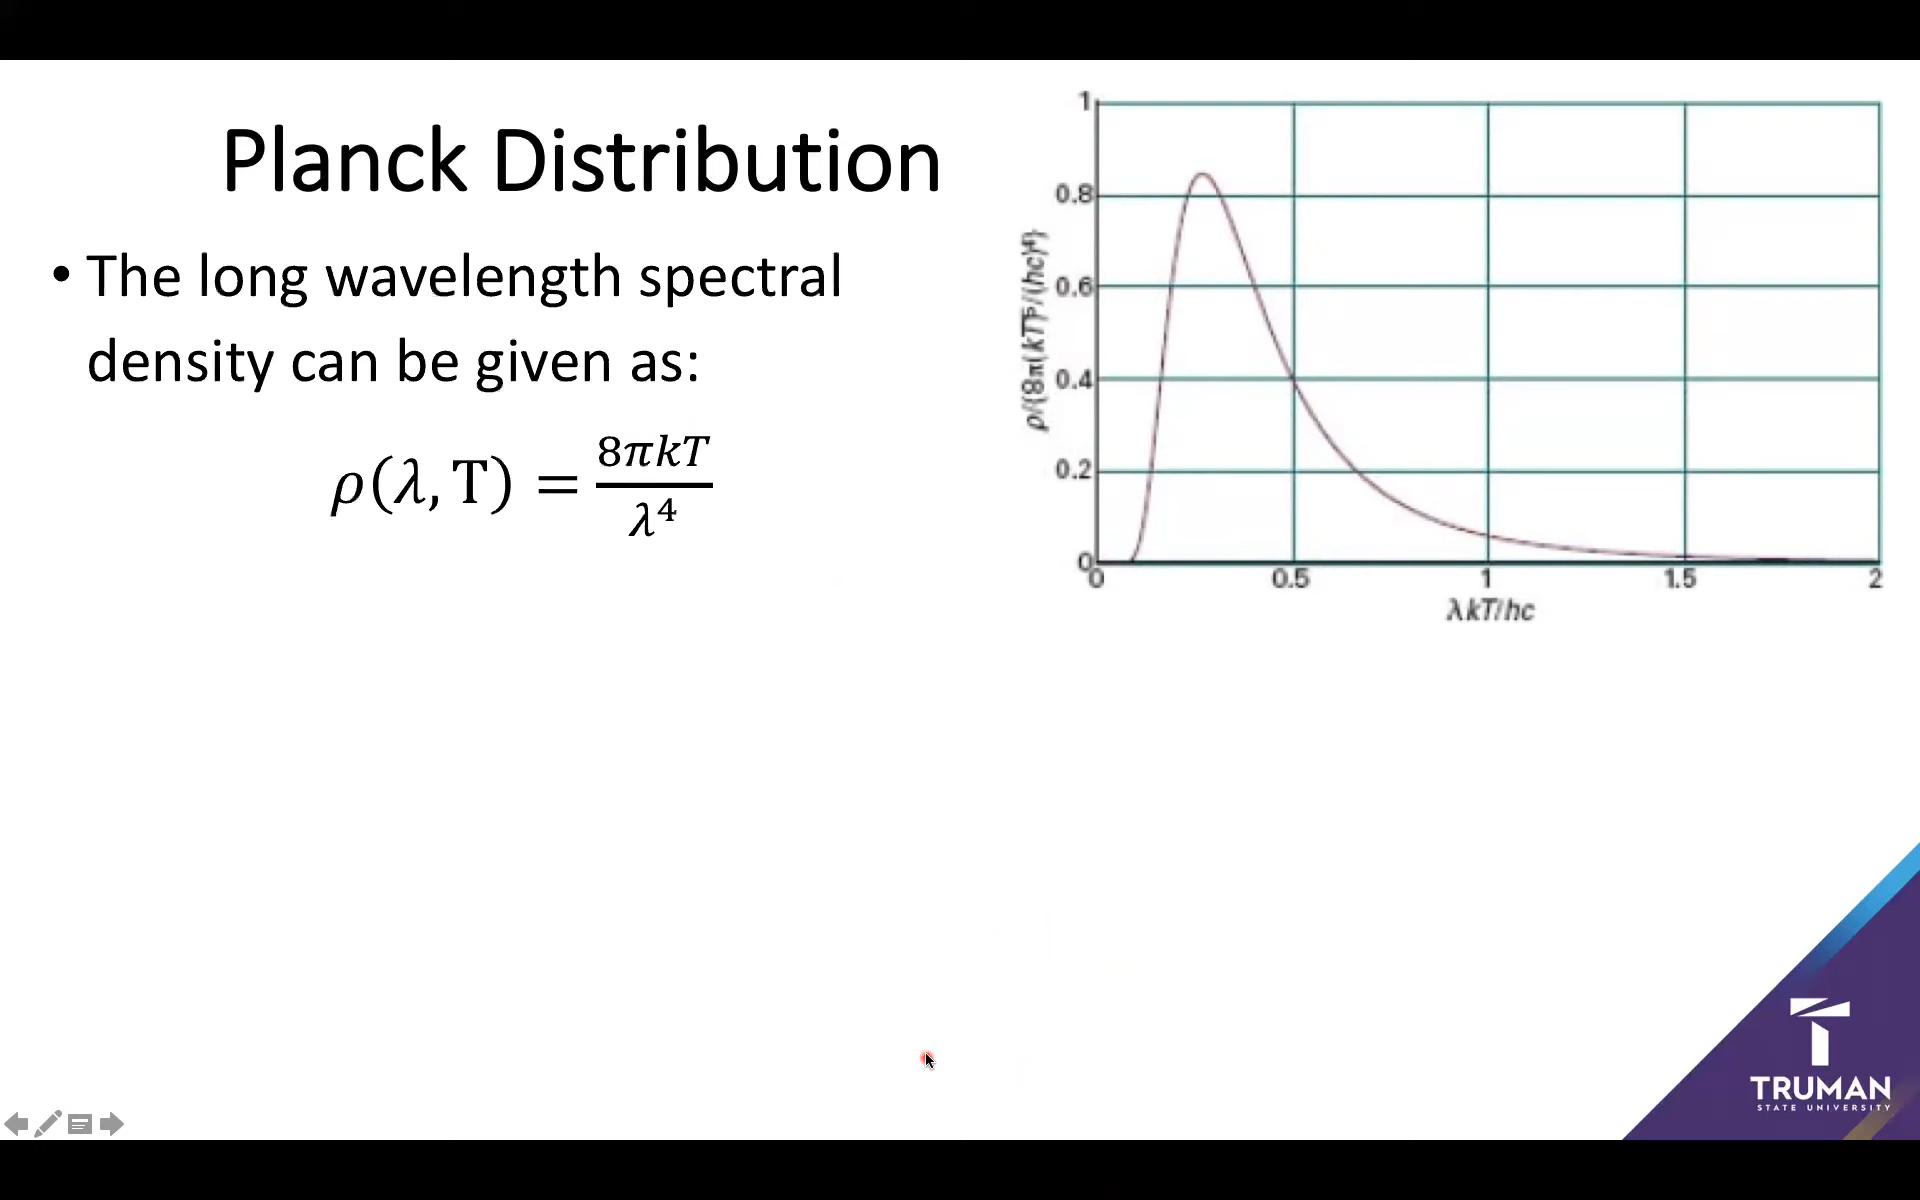 Planck Distribution
• The long wavelength spectral
density can be given as:
ρ(λ, T) = 8πkT / λ⁴
ρ/{8π(kT)⁵/(hc)⁴}
1
0.8
0.6
0.4
0.2
0
0 0.5 1 1.5 2
λkT/hc
TRUMAN
STATE UNIVERSITY